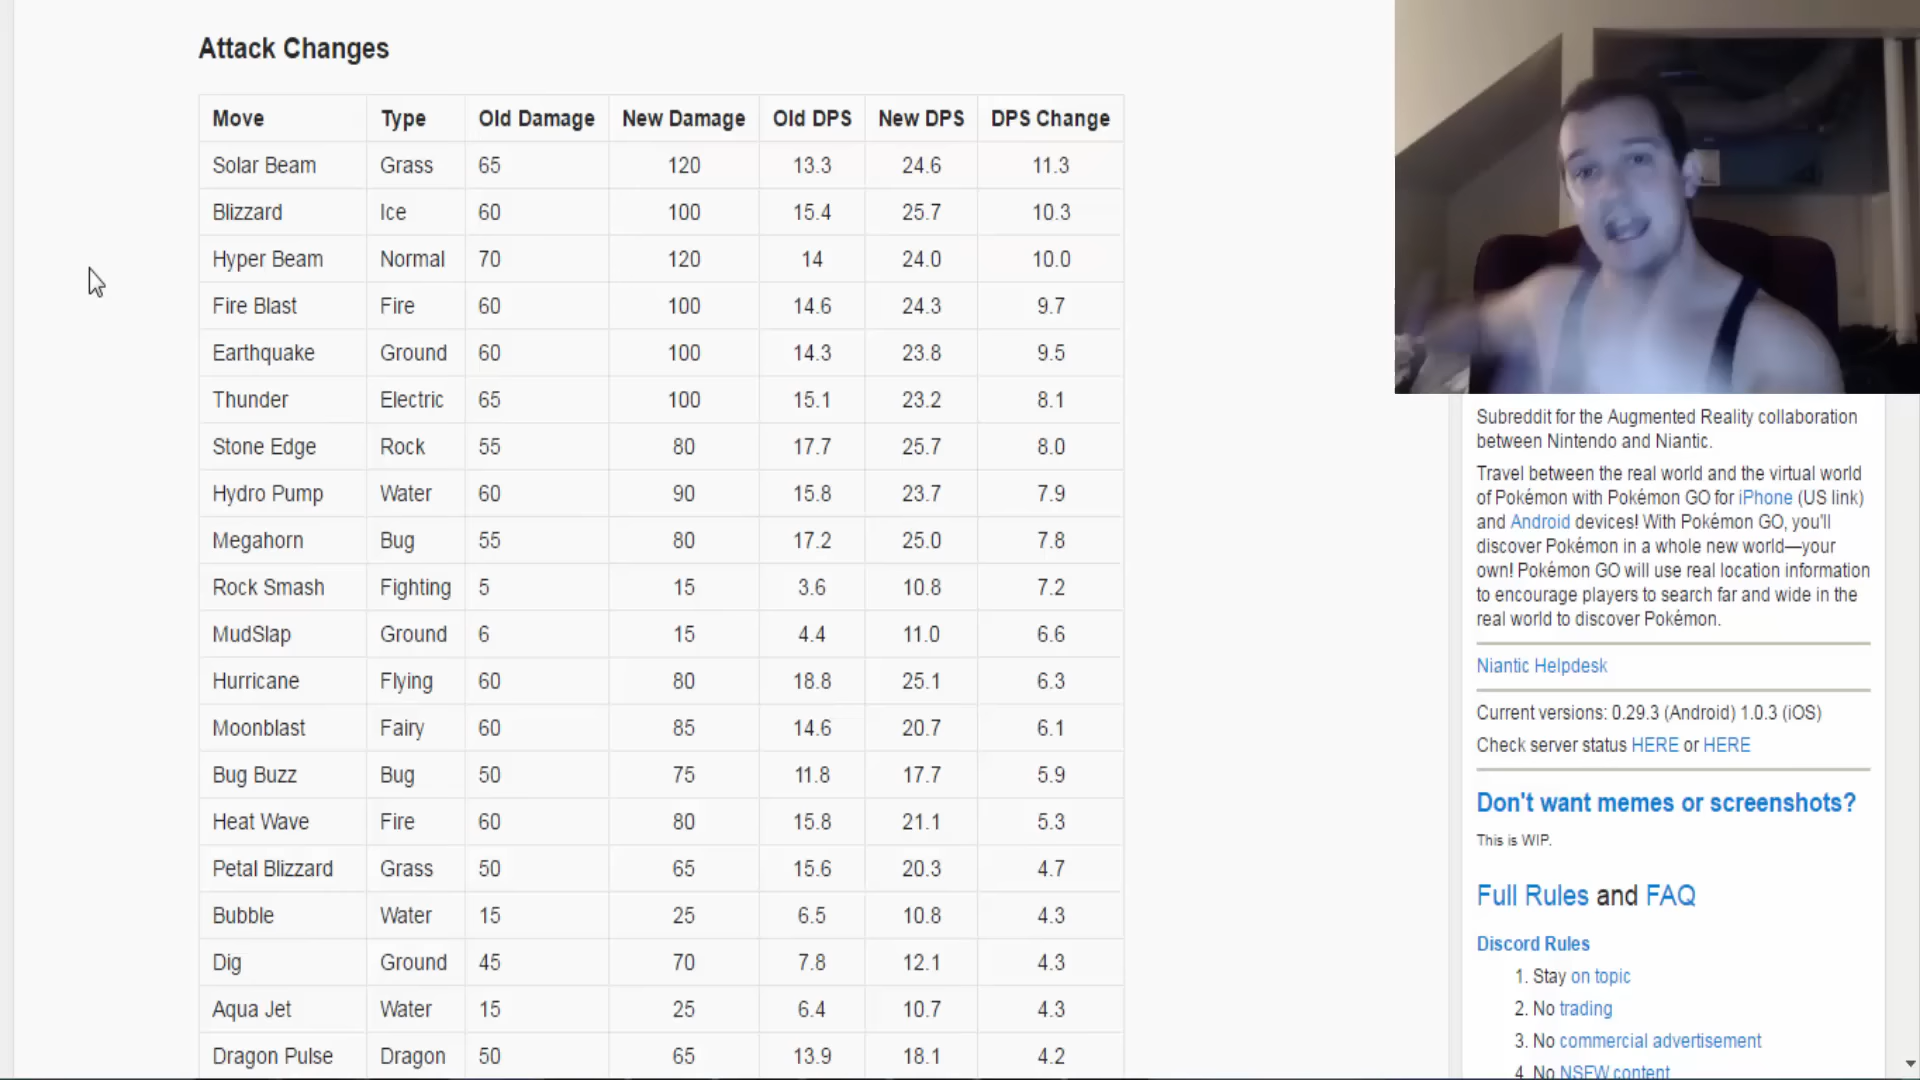 Attack Changes
Move Type Old Damage New Damage Old DPS New DPS DPS Change
Solar Beam Grass 65 120 13.3 24.6 11.3
Blizzard Ice 60 100 15.4 25.7 10.3
Hyper Beam Normal 70 120 14 24.0 10.0
Fire Blast Fire 60 100 14.6 24.3 9.7
Earthquake Ground 60 100 14.3 23.8 9.5
Thunder Electric 65 100 15.1 23.2 8.1
Stone Edge Rock 55 80 17.7 25.7 8.0
Hydro Pump Water 60 90 15.8 23.7 7.9
Megahorn Bug 55 80 17.2 25.0 7.8
Rock Smash Fighting 5 15 3.6 10.8 7.2
MudSlap Ground 6 15 4.4 11.0 6.6
Hurricane Flying 60 80 18.8 25.1 6.3
Moonblast Fairy 60 85 14.6 20.7 6.1
Bug Buzz Bug 50 75 11.8 17.7 5.9
Heat Wave Fire 60 80 15.8 21.1 5.3
Petal Blizzard Grass 50 65 15.6 20.3 4.7
Bubble Water 15 25 6.5 10.8 4.3
Dig Ground 45 70 7.8 12.1 4.3
Aqua Jet Water 15 25 6.4 10.7 4.3
Dragon Pulse Dragon 50 65 13.9 18.1 4.2
Subreddit for the Augmented Reality collaboration
between Nintendo and Niantic.
Travel between the real world and the virtual world
of Pokémon with Pokémon GO for iPhone (US link)
and Android devices! With Pokémon GO, you'll
discover Pokémon in a whole new world—your
own! Pokémon GO will use real location information
to encourage players to search far and wide in the
real world to discover Pokémon.
Niantic Helpdesk
Current versions: 0.29.3 (Android) 1.0.3 (iOS)
Check server status HERE or HERE
Don't want memes or screenshots?
This is WIP.
Full Rules and FAQ
Discord Rules
1. Stay on topic
2. No trading
3. No commercial advertisement
4. No NSFW content